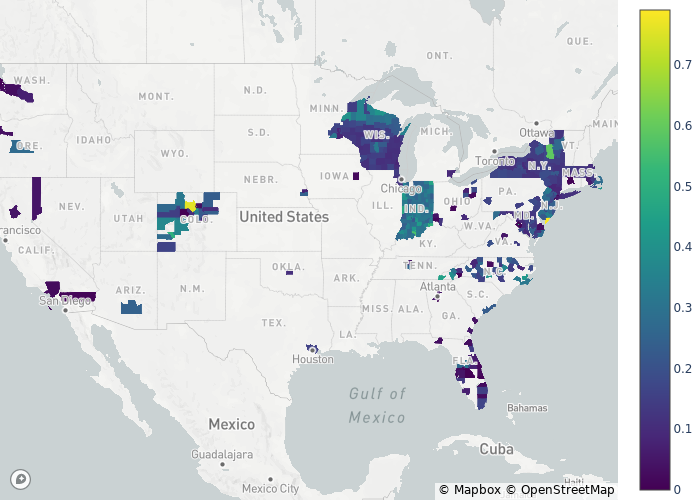 QUE.
ONT.
WASH.
MONT.
N.D.
MINN.
Ottawa
MAIN
ORE.
IDAHO
S.D.
WIS.
MICH.
Toronto
N.Y.
VT.
MASS.
WYO.
IOWA
Chicago
NEBR.
PA.
NEV.
UTAH
COLO.
United States
ILL.
IND.
OHIO
MD.
N.J.
rancisco
W.VA.
VA.
CALIF.
KY.
OKLA.
TENN.
N.C.
ARK.
Atlanta
S.C.
San Diego
ARIZ.
N.M.
MISS.
ALA.
GA.
TEX.
LA.
Houston
FLA.
Gulf of
Mexico
Bahamas
Mexico
Cuba
Guadalajara
Mexico City
Haiti
© Mapbox © OpenStreetMap
0.7
0.6
0.5
0.4
0.3
0.2
0.1
0